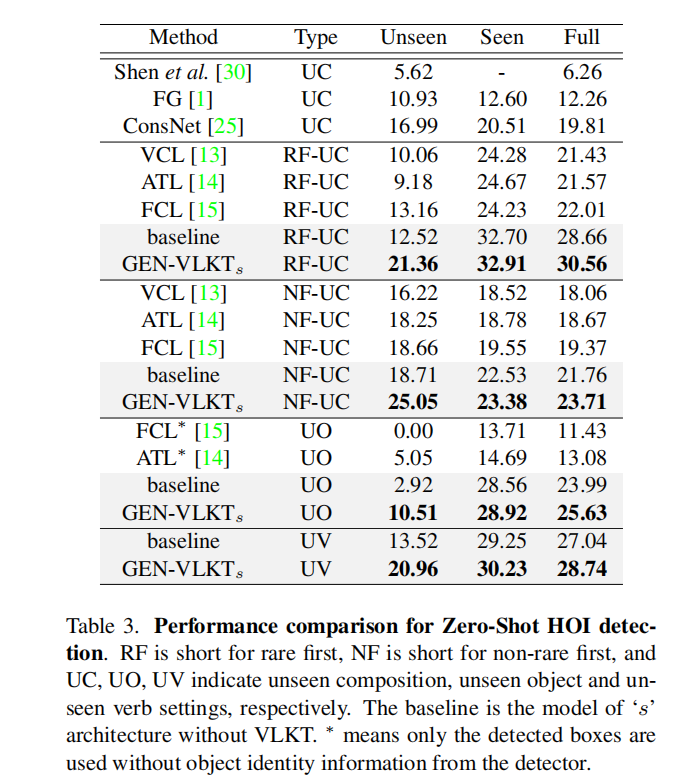 Method Type Unseen Seen Full
Shen et al. [30] UC 5.62 - 6.26
FG [1] UC 10.93 12.60 12.26
ConsNet [25] UC 16.99 20.51 19.81
VCL [13] RF-UC 10.06 24.28 21.43
ATL [14] RF-UC 9.18 24.67 21.57
FCL [15] RF-UC 13.16 24.23 22.01
baseline RF-UC 12.52 32.70 28.66
GEN-VLKTs RF-UC 21.36 32.91 30.56
VCL [13] NF-UC 16.22 18.52 18.06
ATL [14] NF-UC 18.25 18.78 18.67
FCL [15] NF-UC 18.66 19.55 19.37
baseline NF-UC 18.71 22.53 21.76
GEN-VLKTs NF-UC 25.05 23.38 23.71
FCL* [15] UO 0.00 13.71 11.43
ATL* [14] UO 5.05 14.69 13.08
baseline UO 2.92 28.56 23.99
GEN-VLKTs UO 10.51 28.92 25.63
baseline UV 13.52 29.25 27.04
GEN-VLKTs UV 20.96 30.23 28.74
Table 3. Performance comparison for Zero-Shot HOI detec-
tion. RF is short for rare first, NF is short for non-rare first, and
UC, UO, UV indicate unseen composition, unseen object and un-
seen verb settings, respectively. The baseline is the model of ‘s’
architecture without VLKT. * means only the detected boxes are
used without object identity information from the detector.